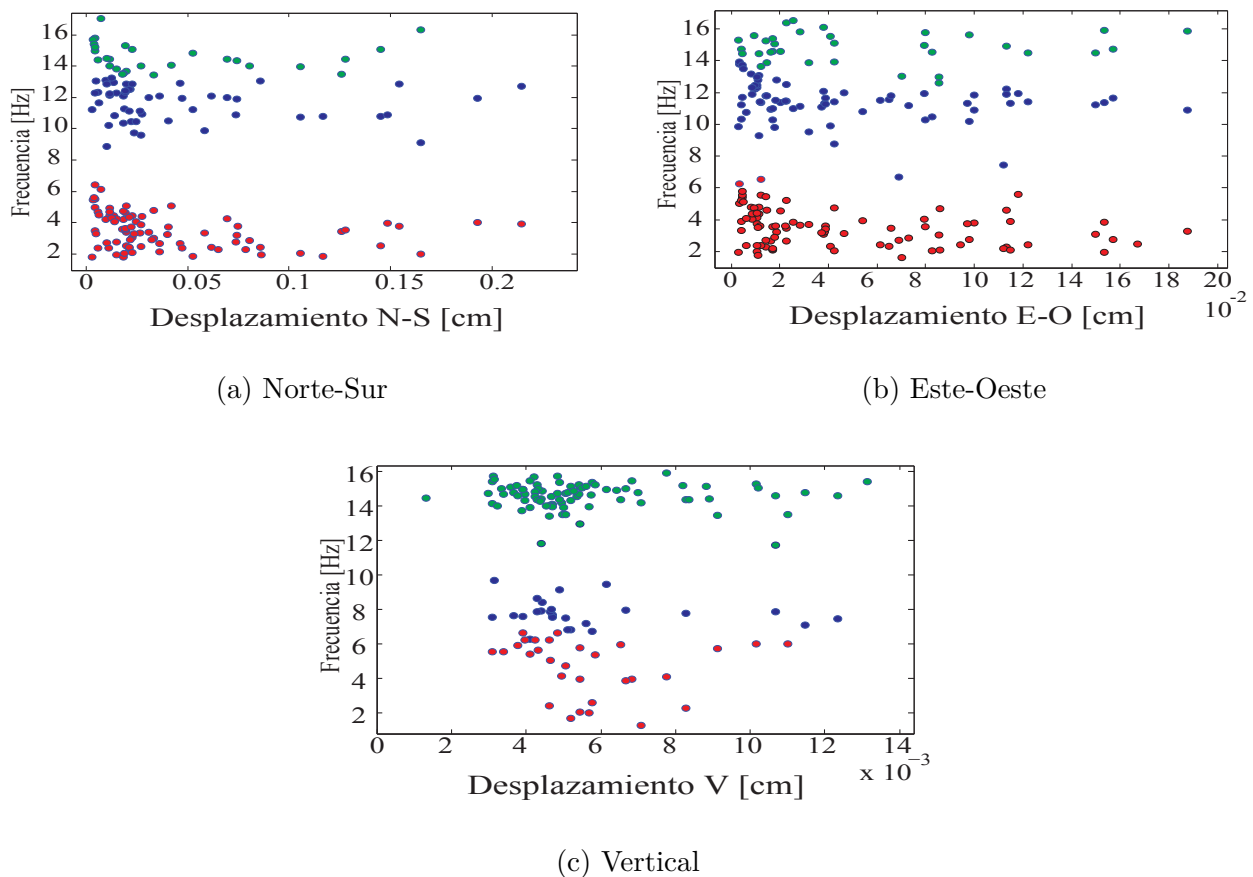 16
14
12
10
8
6
4
2
Frecuencia [Hz]
0 0.05 0.1 0.15 0.2
Desplazamiento N-S [cm]
(a) Norte-Sur
16
14
12
10
8
6
4
2
Frecuencia [Hz]
0 2 4 6 8 10 12 14 16 18 20
10-2
Desplazamiento E-O [cm]
(b) Este-Oeste
16
14
12
10
8
6
4
2
Frecuencia [Hz]
0 2 4 6 8 10 12 14
x 10-3
Desplazamiento V [cm]
(c) Vertical